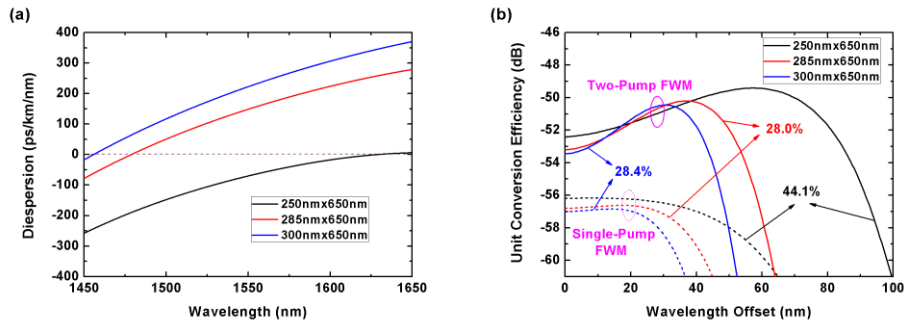 (a)
400
300
200
100
0
-100
-200
-300
400
Diespersion (ps/km/nm)
250nmx650nm
285nmx650nm
300nmx650nm
1450 1500 1550 1600 1650
Wavelength (nm)
(b)
-46
-48
-50
-52
-54
-56
-58
-60
Unit Conversion Efficiency (dB)
250nmx650nm
285nmx650nm
300nmx650nm
Two-Pump FWM
28.0%
28.4%
44.1%
Single-Pump
FWM
0 20 40 60 80 100
Wavelength Offset (nm)